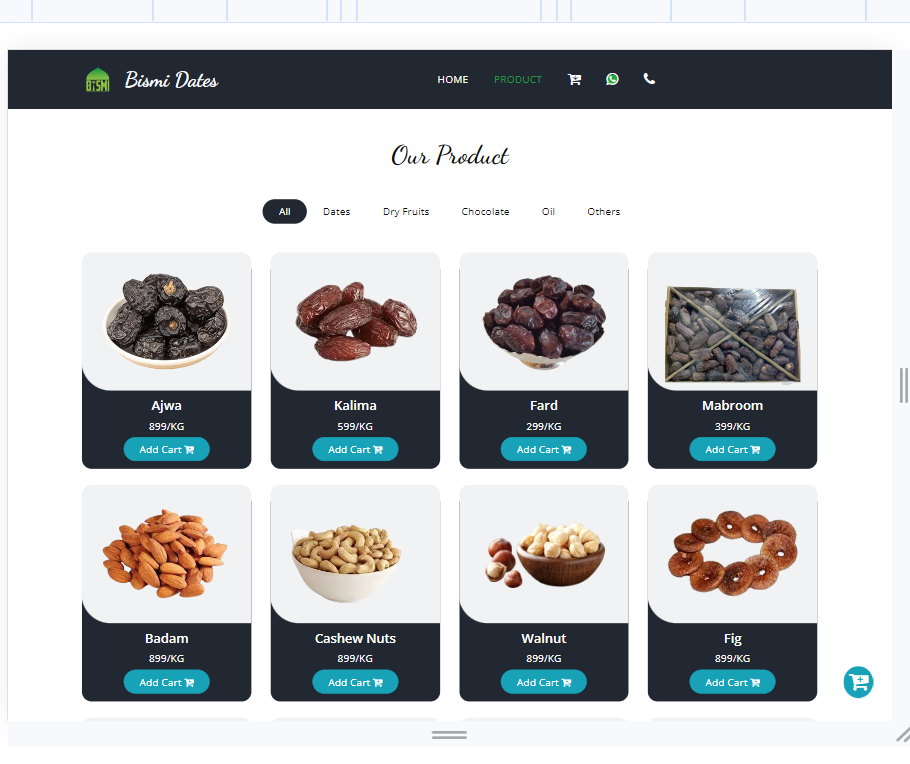 BISMI
Bismi Dates
HOME PRODUCT
Our Product
All Dates Dry Fruits Chocolate Oil Others
Ajwa Kalima Fard Mabroom
899/KG 599/KG 299/KG 399/KG
Add Cart Add Cart Add Cart Add Cart
Badam Cashew Nuts Walnut Fig
899/KG 899/KG 899/KG 899/KG
Add Cart Add Cart Add Cart Add Cart